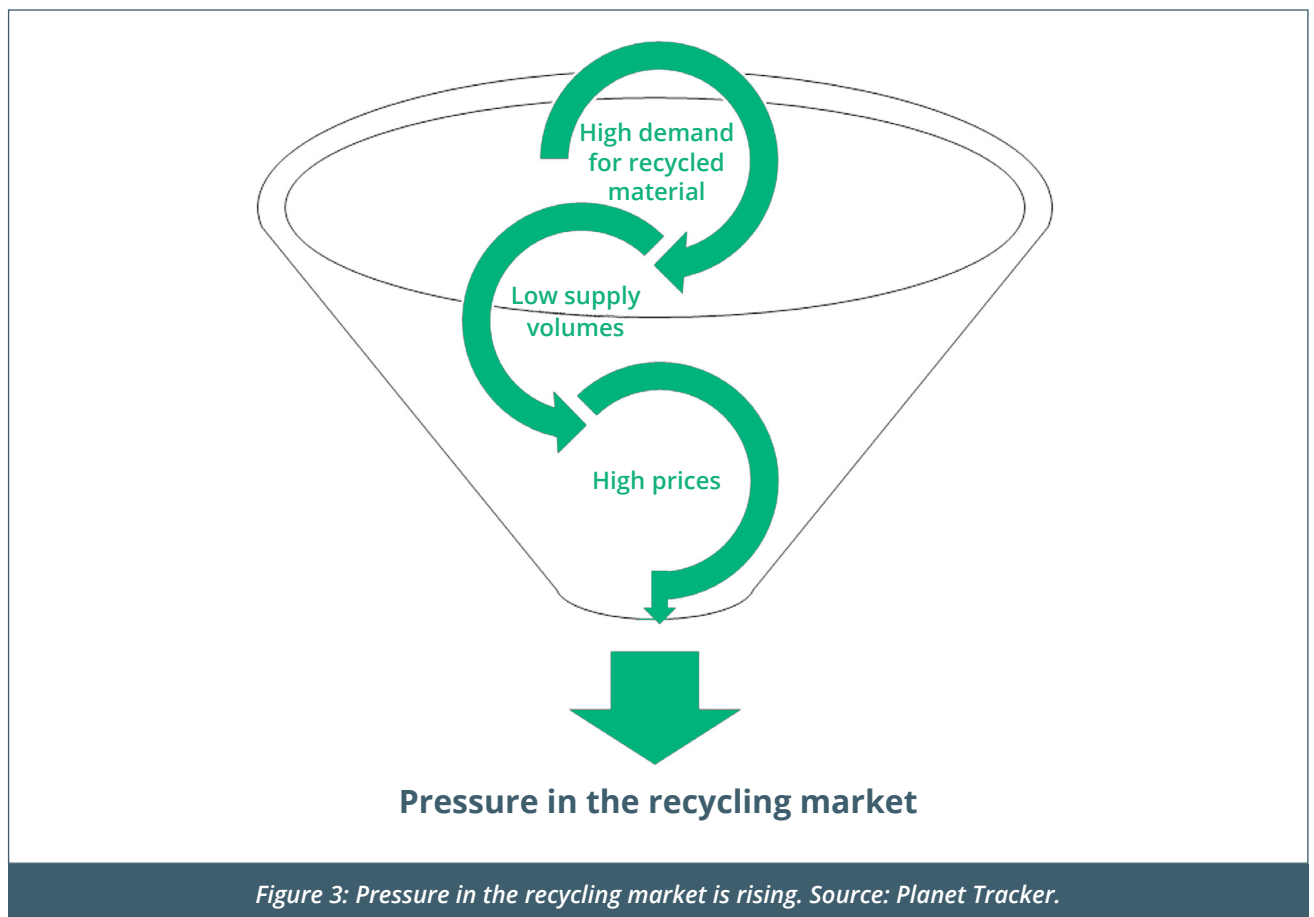 High demand
for recycled
material
Low supply
volumes
High prices
Pressure in the recycling market
Figure 3: Pressure in the recycling market is rising. Source: Planet Tracker.